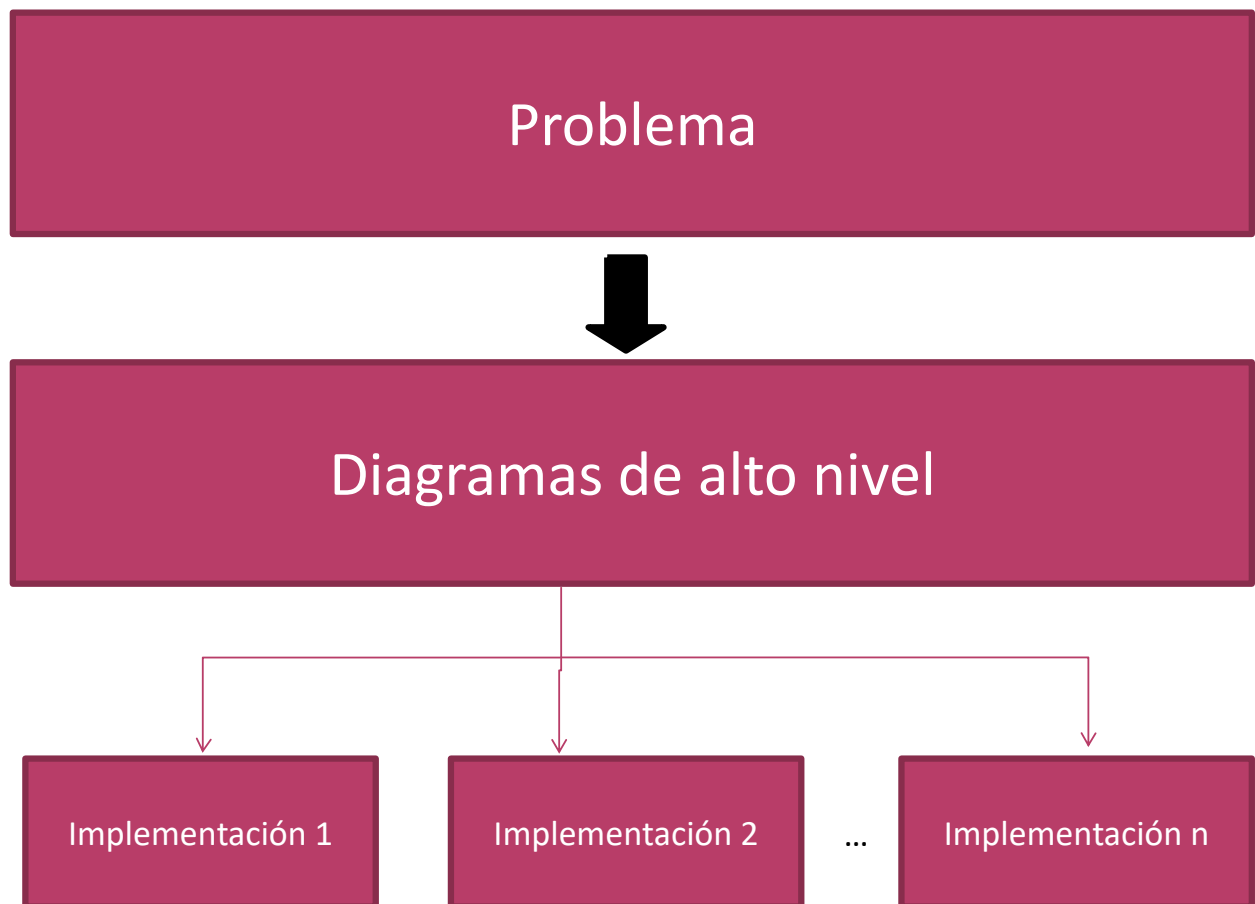 Problema
Diagramas de alto nivel
Implementación 1
Implementación 2
...
Implementación n